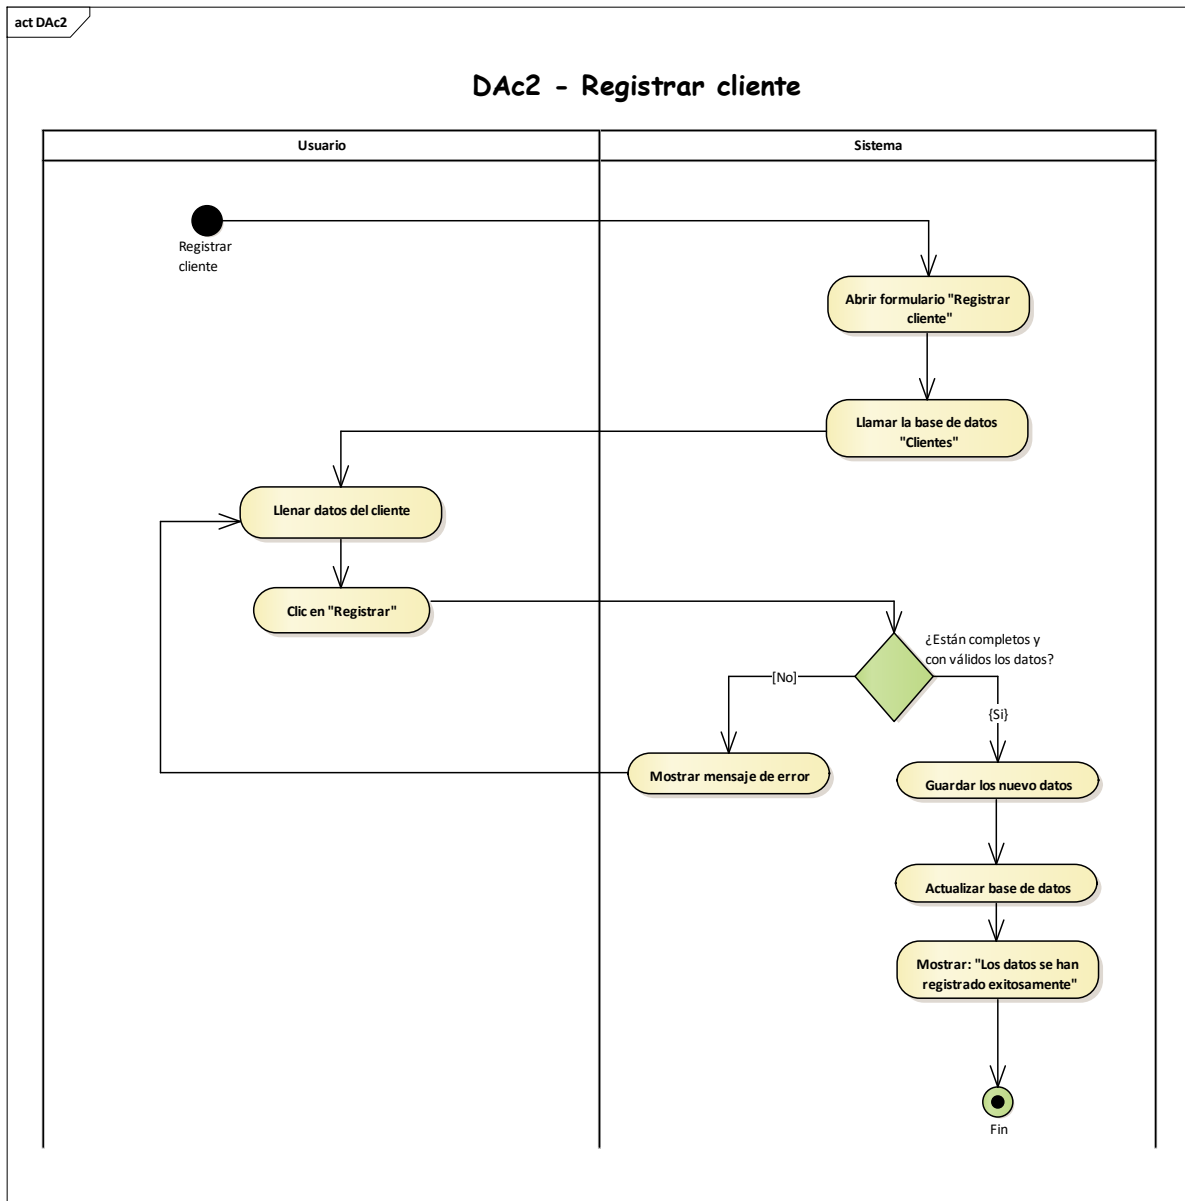 act DAc2
DAc2 - Registrar cliente
Usuario
Sistema
Registrar
cliente
Abrir formulario "Registrar
cliente"
Llamar la base de datos
"Clientes"
Llenar datos del cliente
Clic en "Registrar"
¿Están completos y
con válidos los datos?
[No]
{Si}
Mostrar mensaje de error
Guardar los nuevo datos
Actualizar base de datos
Mostrar: "Los datos se han
registrado exitosamente"
Fin